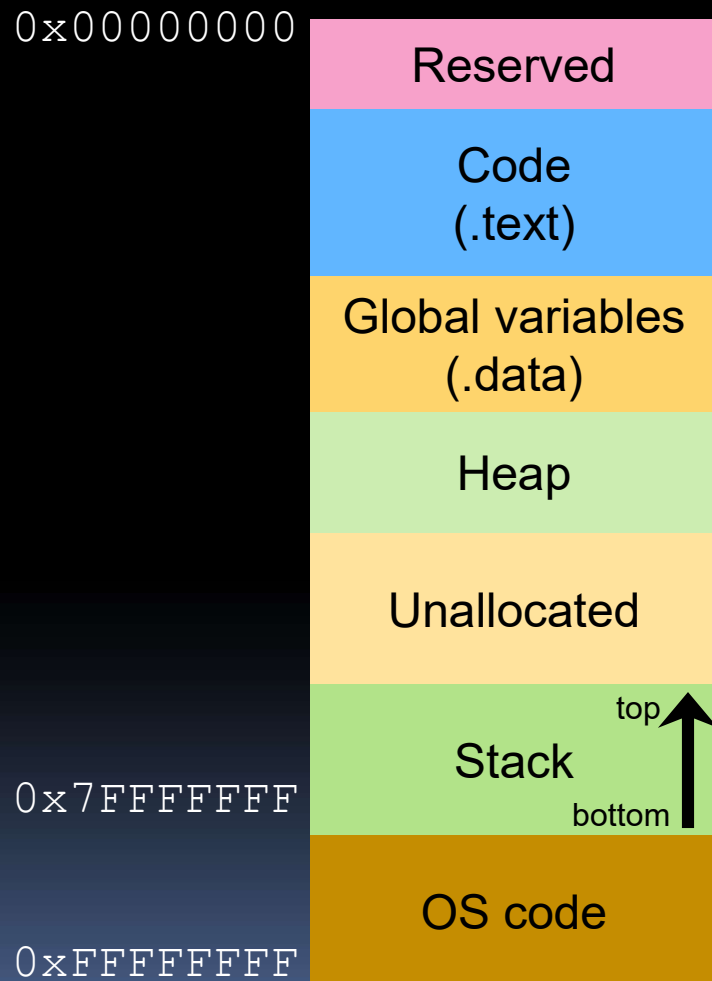 0x00000000
Reserved
Code
(.text)
Global variables
(.data)
Heap
Unallocated
top
Stack
0x7FFFFFFF
bottom
OS code
0xFFFFFFFF